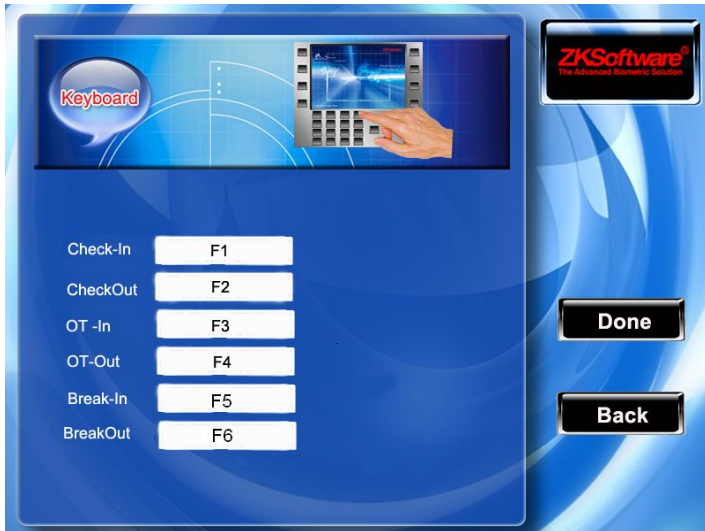 Keyboard
ZKSoftware®
The Advanced Biometric Solution
Check-In F1
CheckOut F2
OT -In F3
OT-Out F4
Break-In F5
BreakOut F6
Done
Back